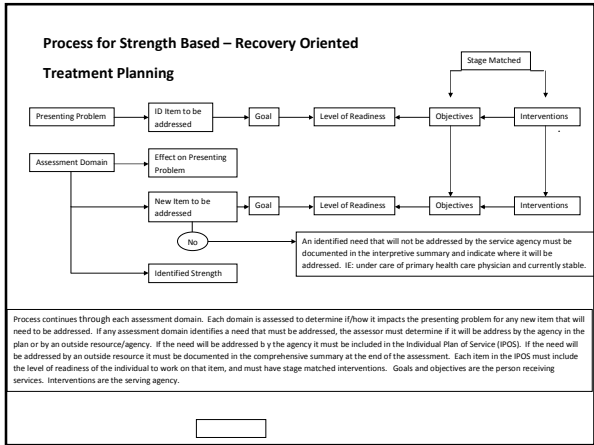 Process for Strength Based – Recovery Oriented
Treatment Planning
Stage Matched
Presenting Problem
ID Item to be
addressed
Goal
Level of Readiness
Objectives
Interventions
Assessment Domain
Effect on Presenting
Problem
New Item to be
addressed
Goal
Level of Readiness
Objectives
Interventions
No
An identified need that will not be addressed by the service agency must be
documented in the interpretive summary and indicate where it will be
addressed. IE: under care of primary health care physician and currently stable.
Identified Strength
Process continues through each assessment domain. Each domain is assessed to determine if/how it impacts the presenting problem for any new item that will
need to be addressed. If any assessment domain identifies a need that must be addressed, the assessor must determine if it will be address by the agency in the
plan or by an outside resource/agency. If the need will be addressed b y the agency it must be included in the Individual Plan of Service (IPOS). If the need will
be addressed by an outside resource it must be documented in the comprehensive summary at the end of the assessment. Each item in the IPOS must include
the level of readiness of the individual to work on that item, and must have stage matched interventions. Goals and objectives are the person receiving
services. Interventions are the serving agency.